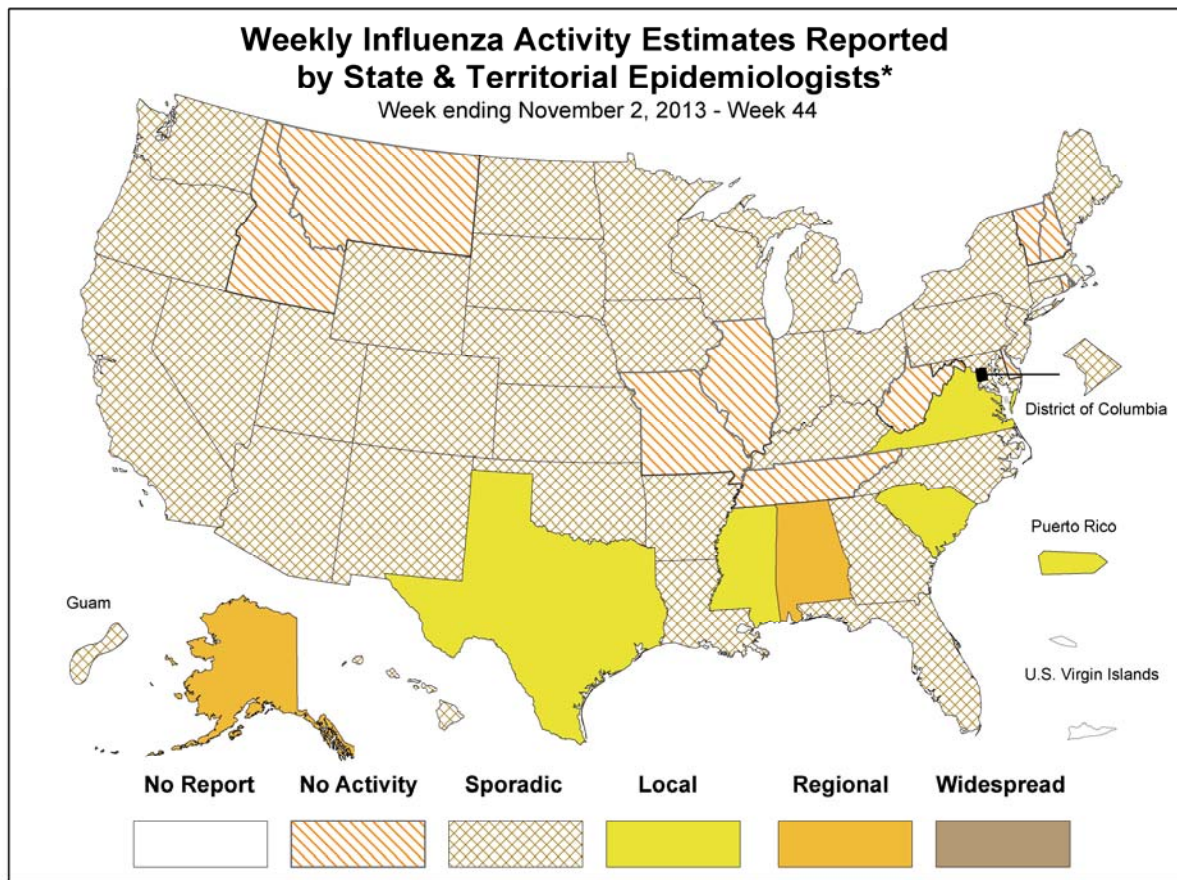 Weekly Influenza Activity Estimates Reported
by State & Territorial Epidemiologists*
Week ending November 2, 2013 - Week 44
District of Columbia
Puerto Rico
Guam
U.S. Virgin Islands
No Report No Activity Sporadic Local Regional Widespread